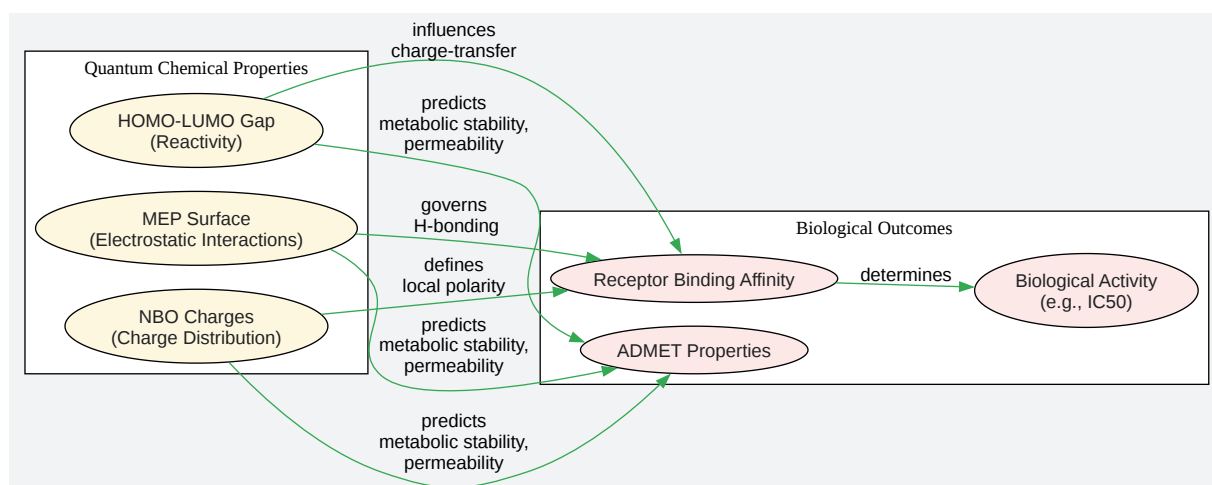 Quantum Chemical Properties
HOMO-LUMO Gap
(Reactivity)
MEP Surface
(Electrostatic Interactions)
NBO Charges
(Charge Distribution)
influences
charge-transfer
predicts
metabolic stability,
permeability
governs
H-bonding
defines
local polarity
predicts
metabolic stability,
permeability
predicts
metabolic stability,
permeability
Biological Outcomes
Receptor Binding Affinity
determines
Biological Activity
(e.g., IC50)
ADMET Properties